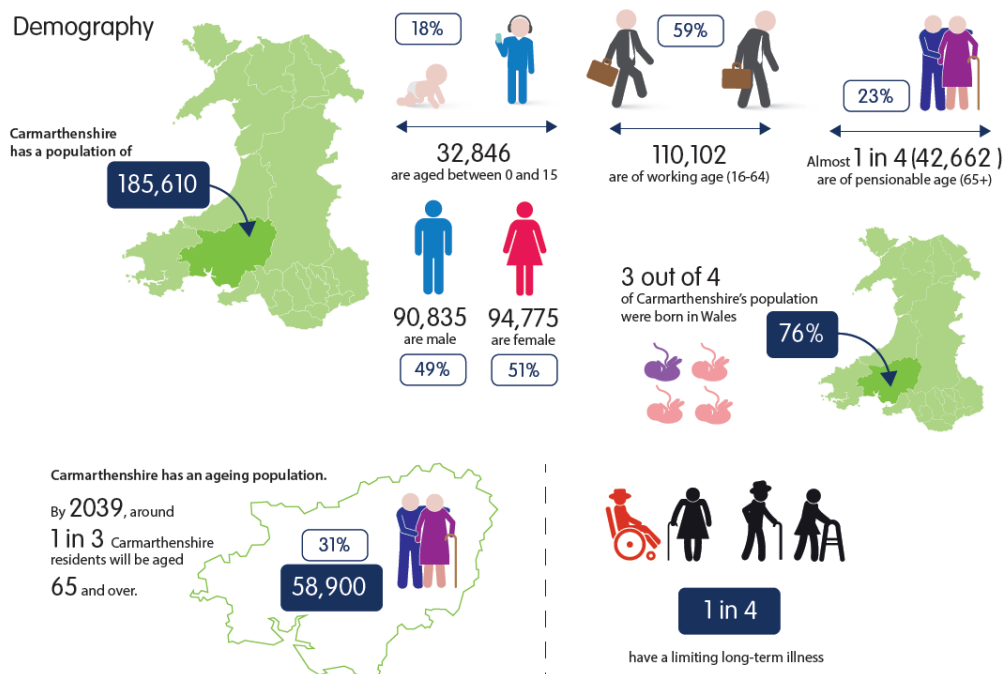 Demography
Carmarthenshire
has a population of
185,610
18%
32,846
are aged between 0 and 15
59%
110,102
are of working age (16-64)
23%
Almost 1 in 4 (42,662 )
are of pensionable age (65+)
90,835
are male
49%
94,775
are female
51%
3 out of 4
of Carmarthenshire's population
were born in Wales
76%
Carmarthenshire has an ageing population.
By 2039, around
1 in 3 Carmarthenshire
residents will be aged
65 and over.
31%
58,900
1 in 4
have a limiting long-term illness